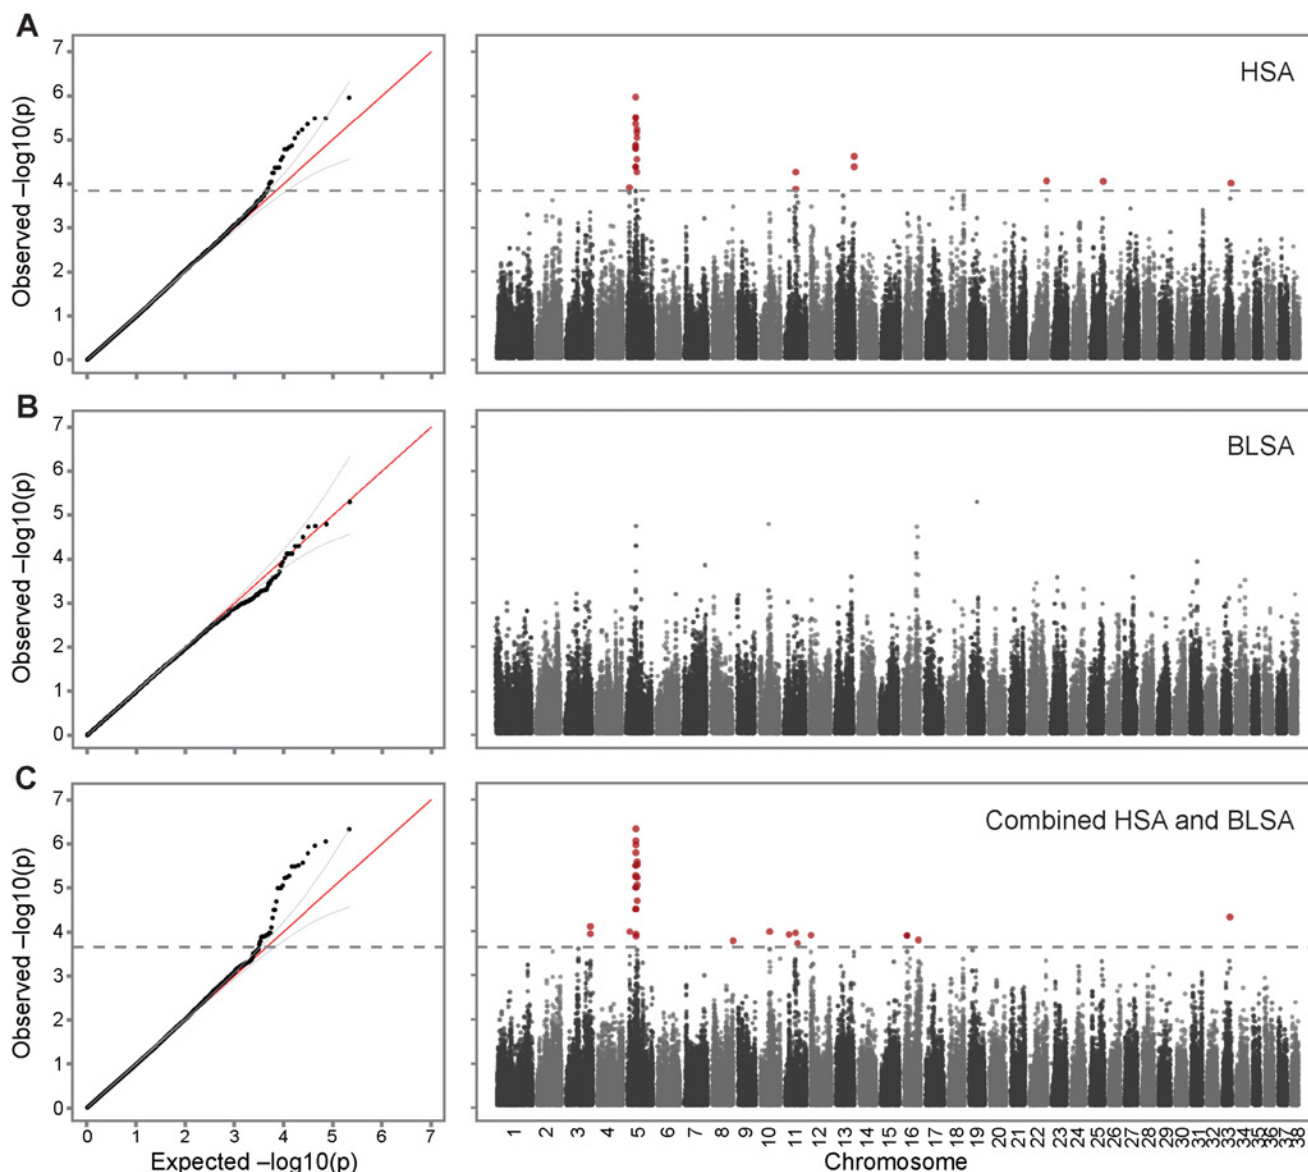 A
7
6
5
4
3
2
1
0
Observed –log10(p)
HSA
B
7
6
5
4
3
2
1
0
Observed –log10(p)
BLSA
C
7
6
5
4
3
2
1
0
Observed –log10(p)
0 1 2 3 4 5 6 7
Expected –log10(p)
Combined HSA and BLSA
1 2 3 4 5 6 7 8 9 10 11 12 13 14 15 16 17 18 19 20 21 22 23 24 25 26 27 28 29 30 31 32 33 34 35 36 37 38
Chromosome